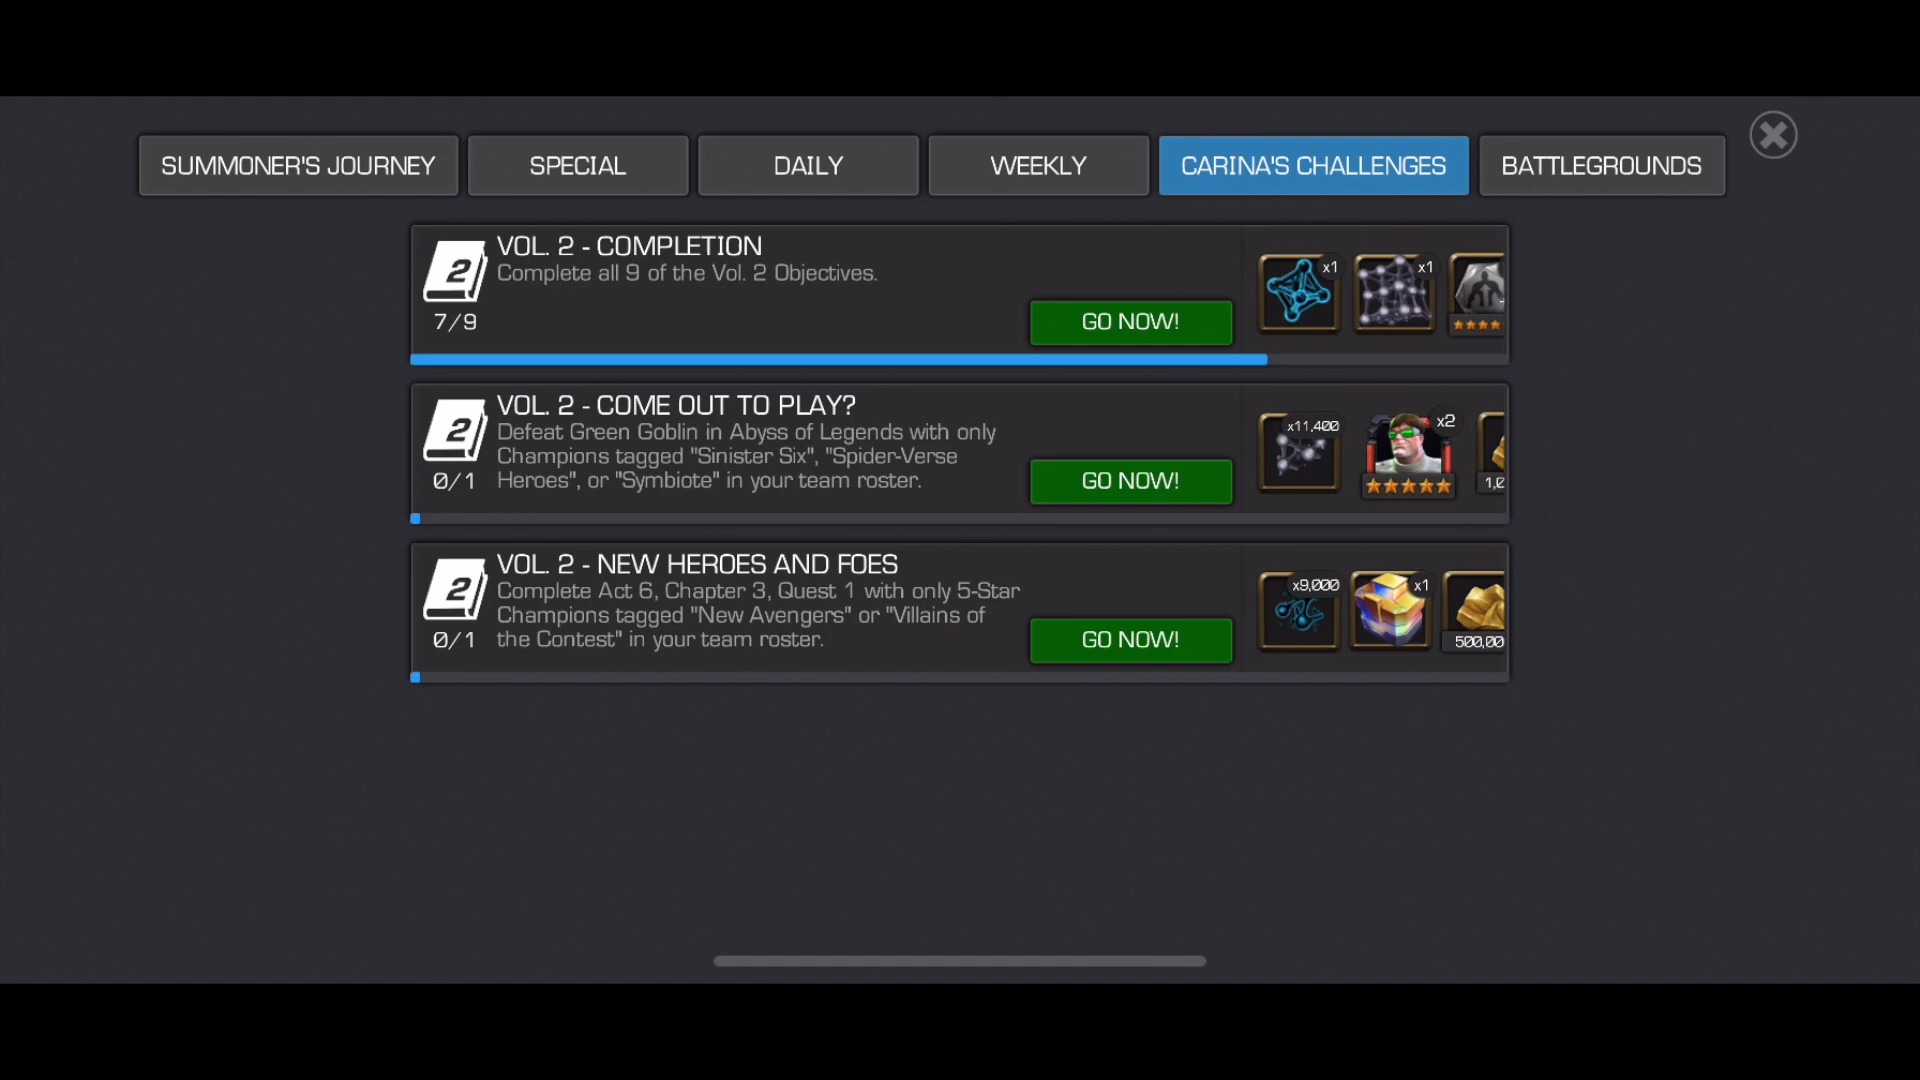 SUMMONER'S JOURNEY
SPECIAL
DAILY
WEEKLY
CARINA'S CHALLENGES
BATTLEGROUNDS
2
VOL. 2 - COMPLETION
Complete all 9 of the Vol. 2 Objectives.
7/9
GO NOW!
x1
x1
2
VOL. 2 - COME OUT TO PLAY?
Defeat Green Goblin in Abyss of Legends with only
Champions tagged "Sinister Six", "Spider-Verse
Heroes", or "Symbiote" in your team roster.
0/1
GO NOW!
x11,400
x2
2
VOL. 2 - NEW HEROES AND FOES
Complete Act 6, Chapter 3, Quest 1 with only 5-Star
Champions tagged "New Avengers" or "Villains of
the Contest" in your team roster.
0/1
GO NOW!
x9,000
x1
500,00